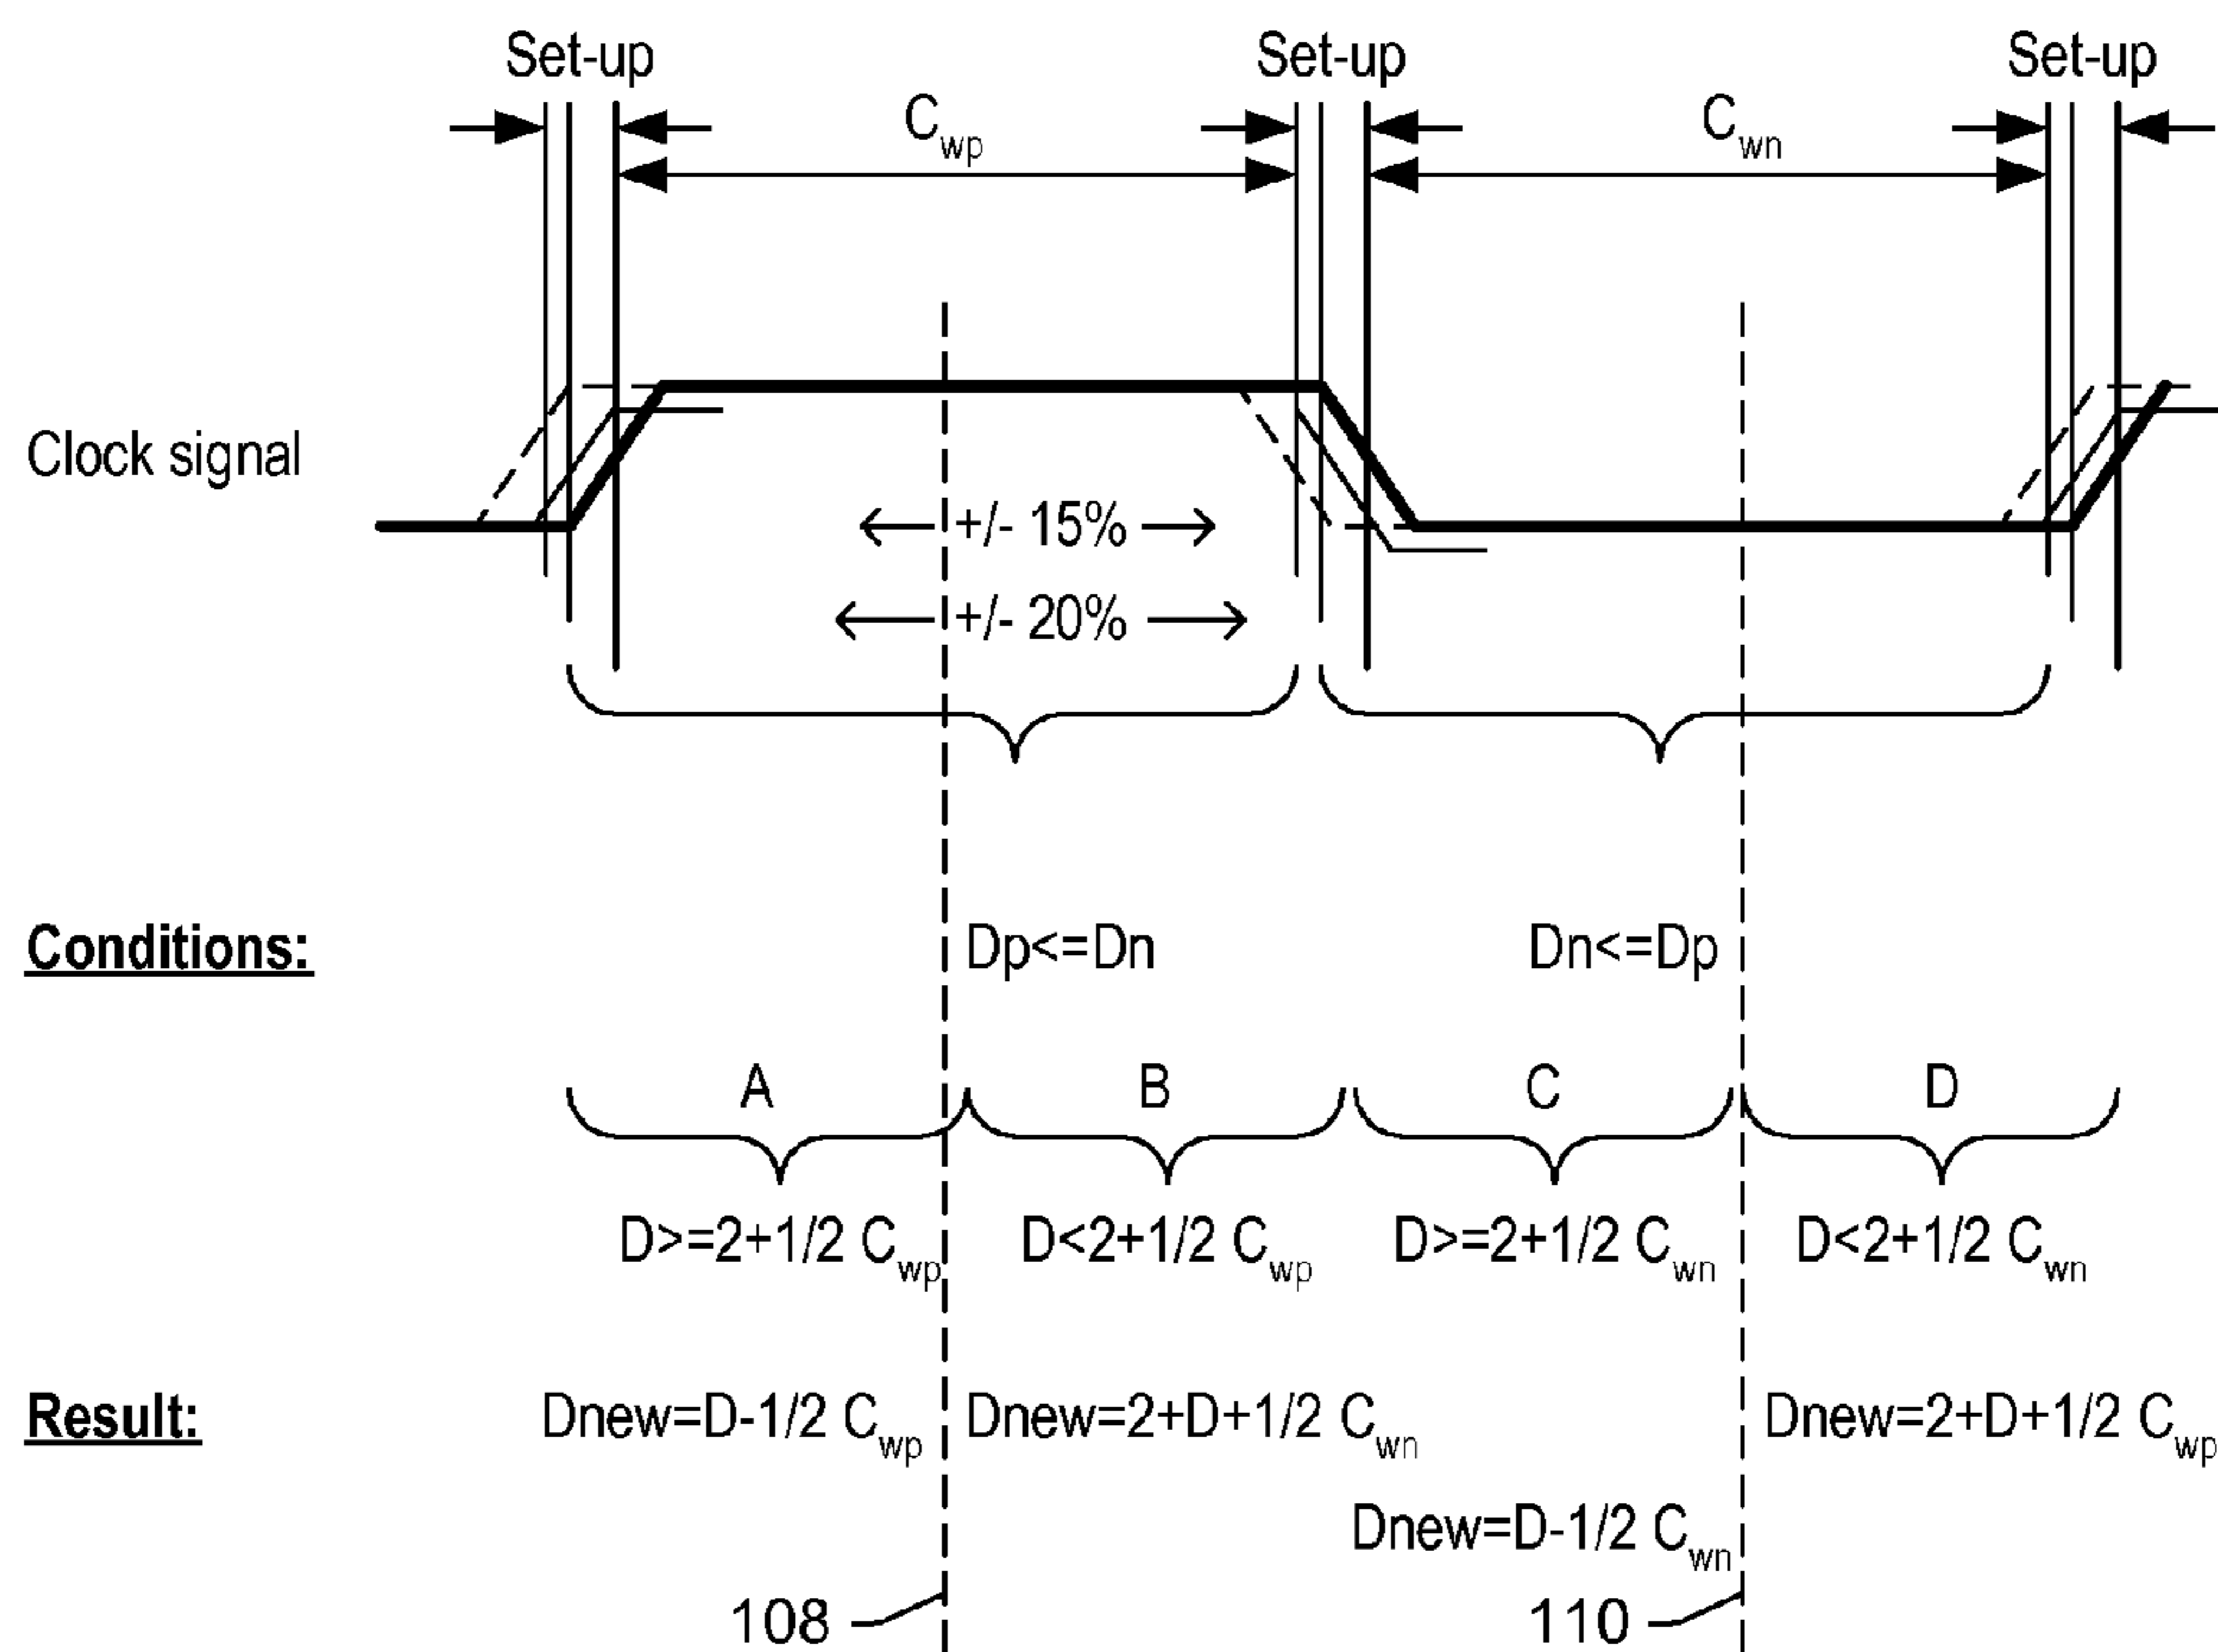 Set-up Set-up Set-up
Cwp Cwn
Clock signal
+/- 15%
+/- 20%
Conditions: Dp<=Dn Dn<=Dp
A B C D
D>=2+1/2 Cwp D<2+1/2 Cwp D>=2+1/2 Cwn D<2+1/2 Cwn
Result: Dnew=D-1/2 Cwp Dnew=2+D+1/2 Cwn Dnew=2+D+1/2 Cwp
Dnew=D-1/2 Cwn
108 110